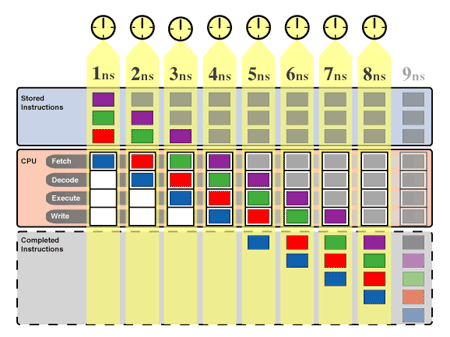 1ns 2ns 3ns 4ns 5ns 6ns 7ns 8ns 9ns
Stored
Instructions
CPU
Fetch
Decode
Execute
Write
Completed
Instructions